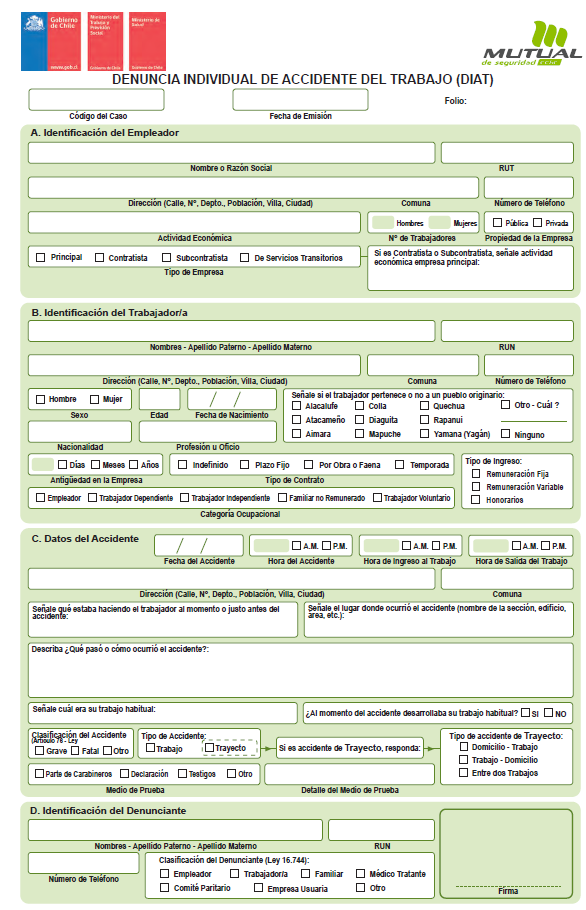 Gobierno
de Chile
www.gob.cl
Ministerio del
Trabajo y
Previsión
Social
Gobierno de Chile
Ministerio de
Salud
Gobierno de Chile
MUTUAL
de seguridad
DENUNCIA INDIVIDUAL DE ACCIDENTE DEL TRABAJO (DIAT)
Folio:
Código del Caso
Fecha de Emisión
A. Identificación del Empleador
Nombre o Razón Social
RUT
Dirección (Calle, Nº, Depto., Población, Villa, Ciudad)
Comuna
Número de Teléfono
Hombres
Mujeres
Pública
Privada
Actividad Económica
Nº de Trabajadores
Propiedad de la Empresa
Principal
Contratista
Subcontratista
De Servicios Transitorios
Tipo de Empresa
Si es Contratista o Subcontratista, señale actividad
económica empresa principal:
B. Identificación del Trabajador/a
Nombres - Apellido Paterno - Apellido Materno
RUN
Dirección (Calle, Nº, Depto., Población, Villa, Ciudad)
Comuna
Número de Teléfono
Hombre
Mujer
/ /
Sexo
Edad
Fecha de Nacimiento
Señale si el trabajador pertenece o no a un pueblo originario:
Alacalufe
Colla
Quechua
Otro - Cuál ?
Atacameño
Diaguita
Rapanui
Aimara
Mapuche
Yamana (Yagán)
Ninguno
Nacionalidad
Profesión u Oficio
Días
Meses
Años
Antigüedad en la Empresa
Indefinido
Plazo Fijo
Por Obra o Faena
Temporada
Tipo de Contrato
Tipo de Ingreso:
Remuneración Fija
Remuneración Variable
Honorarios
Empleador
Trabajador Dependiente
Trabajador Independiente
Familiar no Remunerado
Trabajador Voluntario
Categoría Ocupacional
C. Datos del Accidente
/ /
A.M.
P.M.
A.M.
P.M.
A.M.
P.M.
Fecha del Accidente
Hora del Accidente
Hora de Ingreso al Trabajo
Hora de Salida del Trabajo
Dirección (Calle, Nº, Depto., Población, Villa, Ciudad)
Comuna
Señale qué estaba haciendo el trabajador al momento o justo antes del
accidente:
Señale el lugar donde ocurrió el accidente (nombre de la sección, edificio,
área, etc.):
Describa ¿Qué pasó o cómo ocurrió el accidente?:
Señale cuál era su trabajo habitual:
¿Al momento del accidente desarrollaba su trabajo habitual?
SI
NO
Clasificación del Accidente
(Artículo 76 - Ley
Grave
Fatal
Otro
Tipo de Accidente:
Trabajo
Trayecto
Si es accidente de Trayecto, responda:
Tipo de accidente de Trayecto:
Domicilio - Trabajo
Trabajo - Domicilio
Entre dos Trabajos
Parte de Carabineros
Declaración
Testigos
Otro
Medio de Prueba
Detalle del Medio de Prueba
D. Identificación del Denunciante
Nombres - Apellido Paterno - Apellido Materno
RUN
Número de Teléfono
Clasificación del Denunciante (Ley 16.744):
Empleador
Trabajador/a
Familiar
Médico Tratante
Comité Paritario
Empresa Usuaria
Otro
Firma